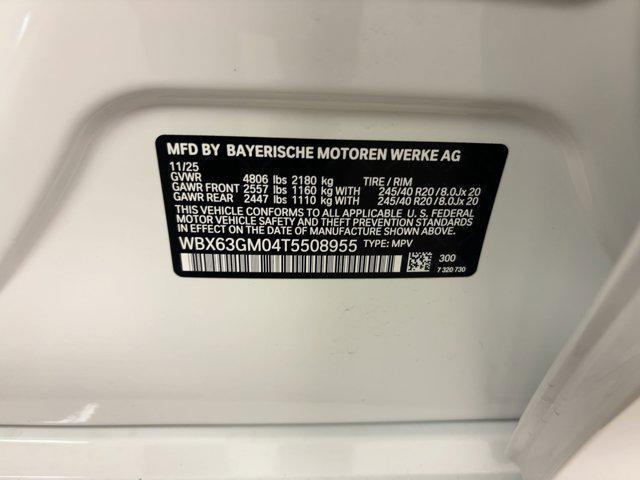 MFD BY BAYERISCHE MOTOREN WERKE AG
11/25
GVWR 4806 lbs 2180 kg TIRE / RIM
GAWR FRONT 2557 lbs 1160 kg WITH 245/40 R20 / 8.0Jx 20
GAWR REAR 2447 lbs 1110 kg WITH 245/40 R20 / 8.0Jx 20
THIS VEHICLE CONFORMS TO ALL APPLICABLE U. S. FEDERAL
MOTOR VEHICLE SAFETY AND THEFT PREVENTION STANDARDS
IN EFFECT ON THE DATE OF MANUFACTURE SHOWN ABOVE.
WBX63GM04T5508955 TYPE: MPV
300
7 320 730